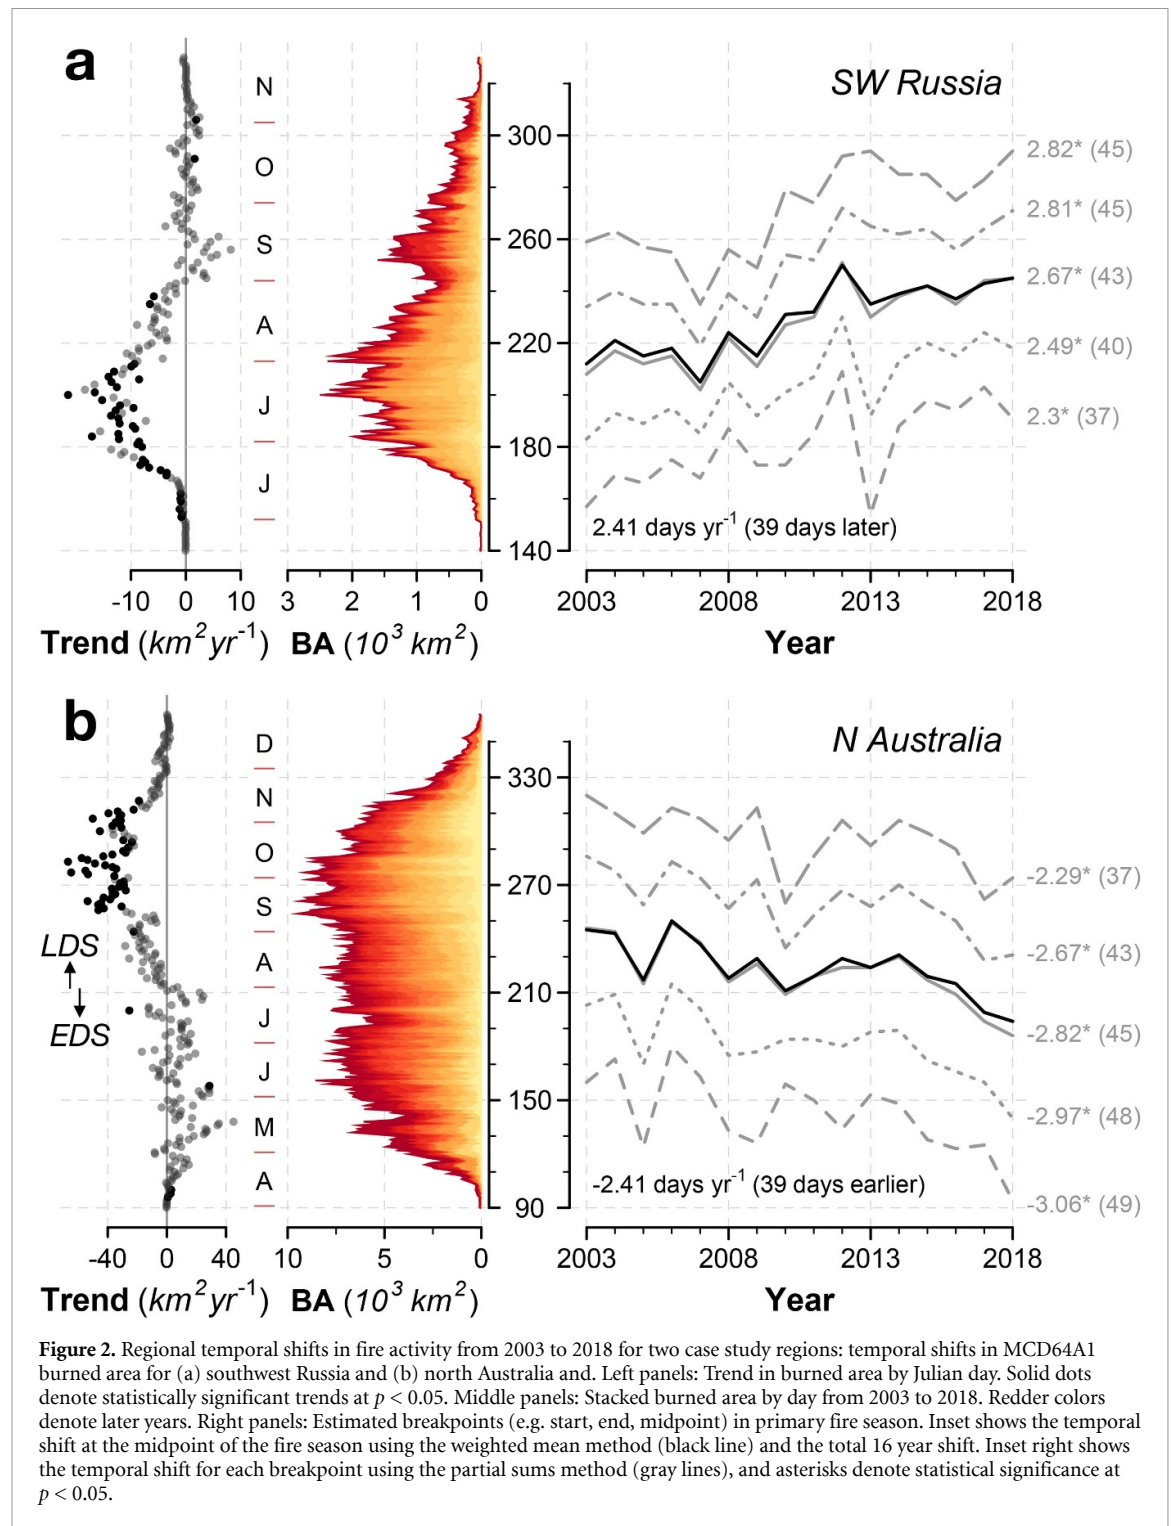 a
SW Russia
N
O
S
A
J
J
300
260
220
180
140
2.82* (45)
2.81* (45)
2.67* (43)
2.49* (40)
2.3* (37)
2.41 days yr-1 (39 days later)
-10 0 10
3 2 1 0
2003 2008 2013 2018
Trend (km2yr-1) BA (103 km2) Year
b
N Australia
D
N
O
S
A
J
J
M
A
LDS
EDS
330
270
210
150
90
-2.29* (37)
-2.67* (43)
-2.82* (45)
-2.97* (48)
-3.06* (49)
-2.41 days yr-1 (39 days earlier)
-40 0 40
10 5 0
2003 2008 2013 2018
Trend (km2yr-1) BA (103 km2) Year
Figure 2. Regional temporal shifts in fire activity from 2003 to 2018 for two case study regions: temporal shifts in MCD64A1
burned area for (a) southwest Russia and (b) north Australia and. Left panels: Trend in burned area by Julian day. Solid dots
denote statistically significant trends at p < 0.05. Middle panels: Stacked burned area by day from 2003 to 2018. Redder colors
denote later years. Right panels: Estimated breakpoints (e.g. start, end, midpoint) in primary fire season. Inset shows the temporal
shift at the midpoint of the fire season using the weighted mean method (black line) and the total 16 year shift. Inset right shows
the temporal shift for each breakpoint using the partial sums method (gray lines), and asterisks denote statistical significance at
p < 0.05.